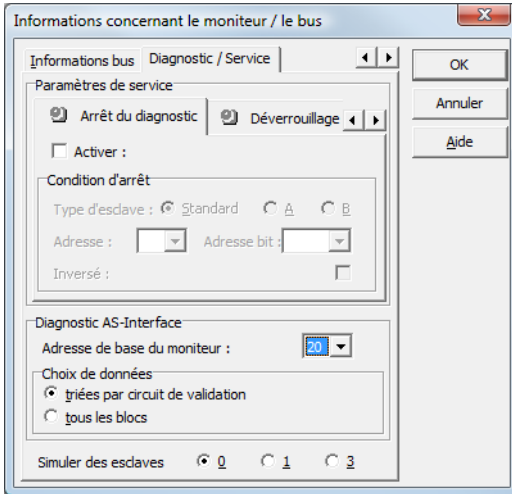 Informations concernant le moniteur / le bus
Informations bus Diagnostic / Service
OK
Paramètres de service
Annuler
Arrêt du diagnostic Déverrouillage
Aide
Activer :
Condition d'arrêt
Type d'esclave : Standard A B
Adresse : Adresse bit :
Inversé :
Diagnostic AS-Interface
Adresse de base du moniteur : 20
Choix de données
triées par circuit de validation
tous les blocs
Simuler des esclaves 0 1 3